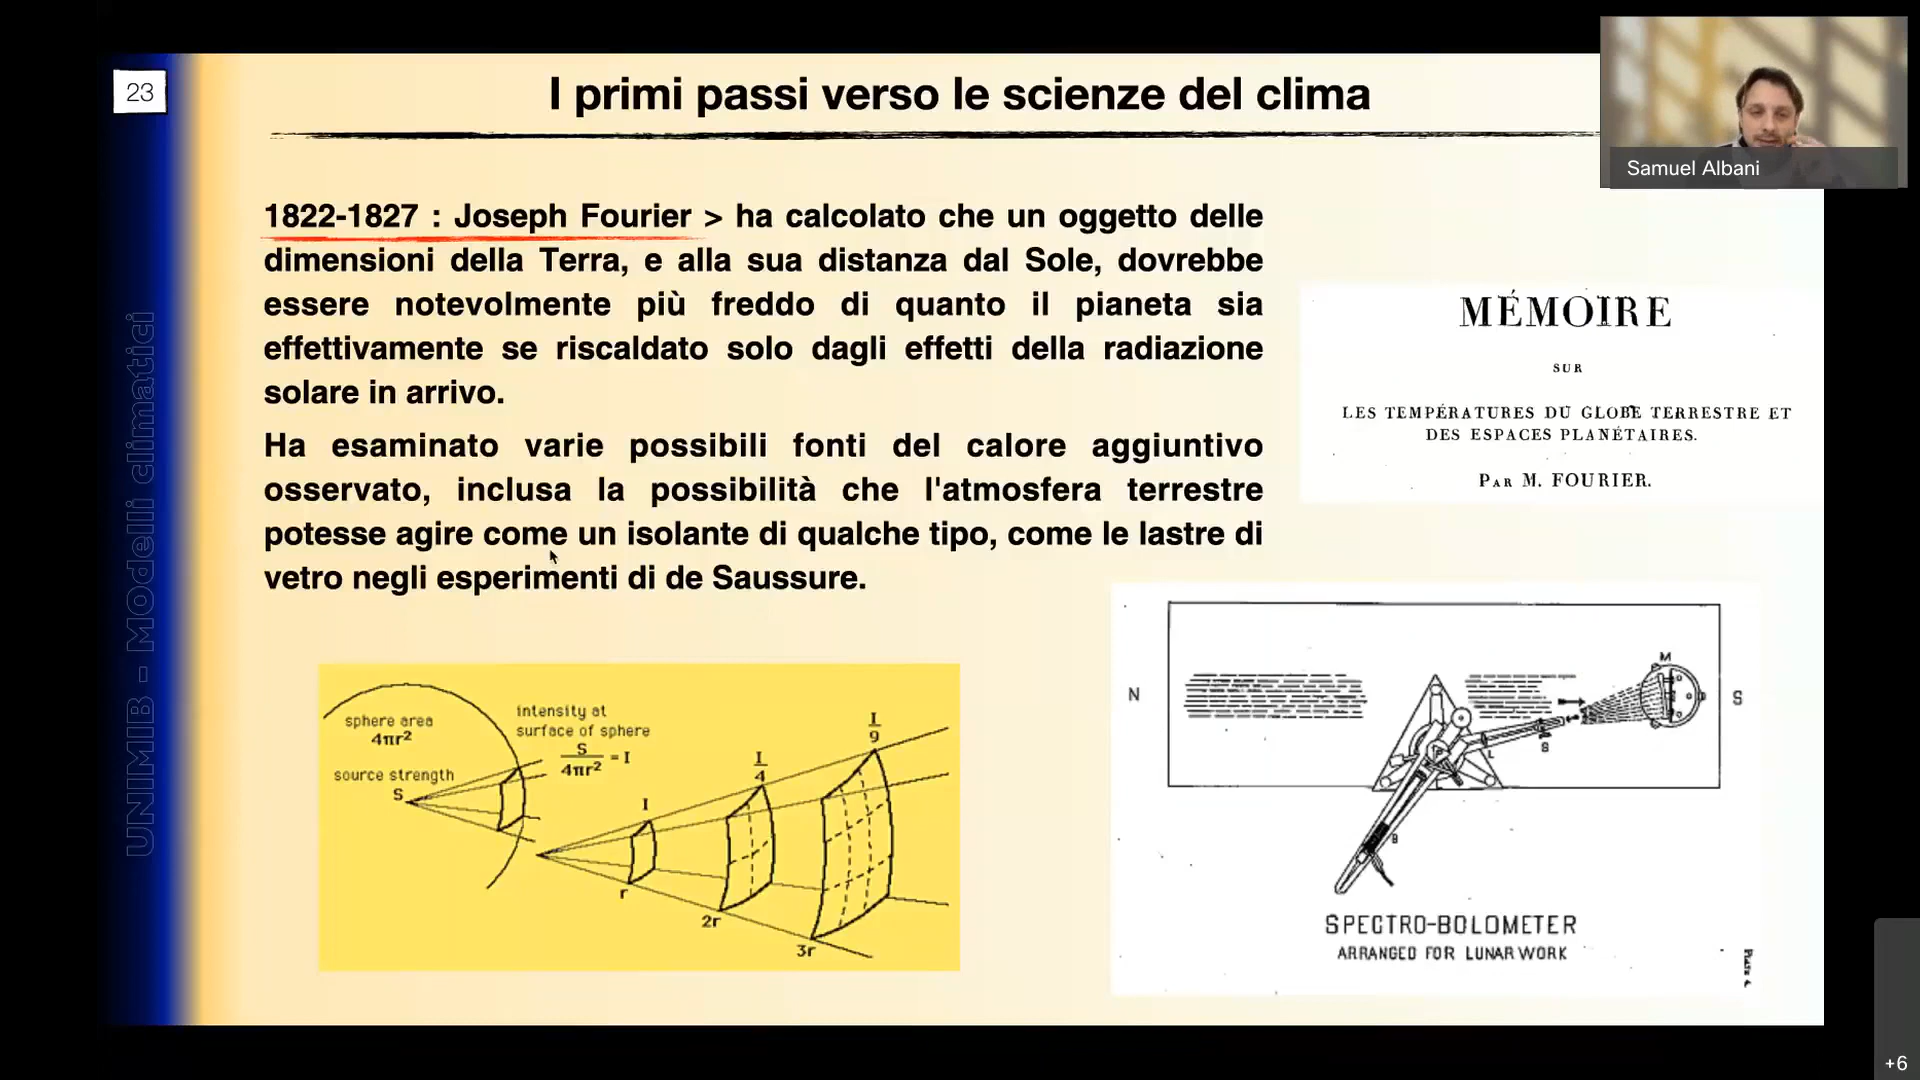 23
I primi passi verso le scienze del clima
Samuel Albani
1822-1827 : Joseph Fourier > ha calcolato che un oggetto delle
dimensioni della Terra, e alla sua distanza dal Sole, dovrebbe
essere notevolmente più freddo di quanto il pianeta sia
effettivamente se riscaldato solo dagli effetti della radiazione
solare in arrivo.
Ha esaminato varie possibili fonti del calore aggiuntivo
osservato, inclusa la possibilità che l'atmosfera terrestre
potesse agire come un isolante di qualche tipo, come le lastre di
vetro negli esperimenti di de Saussure.
UNIMIB - Modelli climatici
MÉMOIRE
SUR
LES TEMPÉRATURES DU GLOBE TERRESTRE ET
DES ESPACES PLANÉTAIRES.
PAR M. FOURIER.
sphere area
4πr²
source strength
S
intensity at
surface of sphere
S
4πr² = I
I
I
4
I
9
r
2r
3r
N
S
M
L
S
B
SPECTRO-BOLOMETER
ARRANGED FOR LUNAR WORK
+6